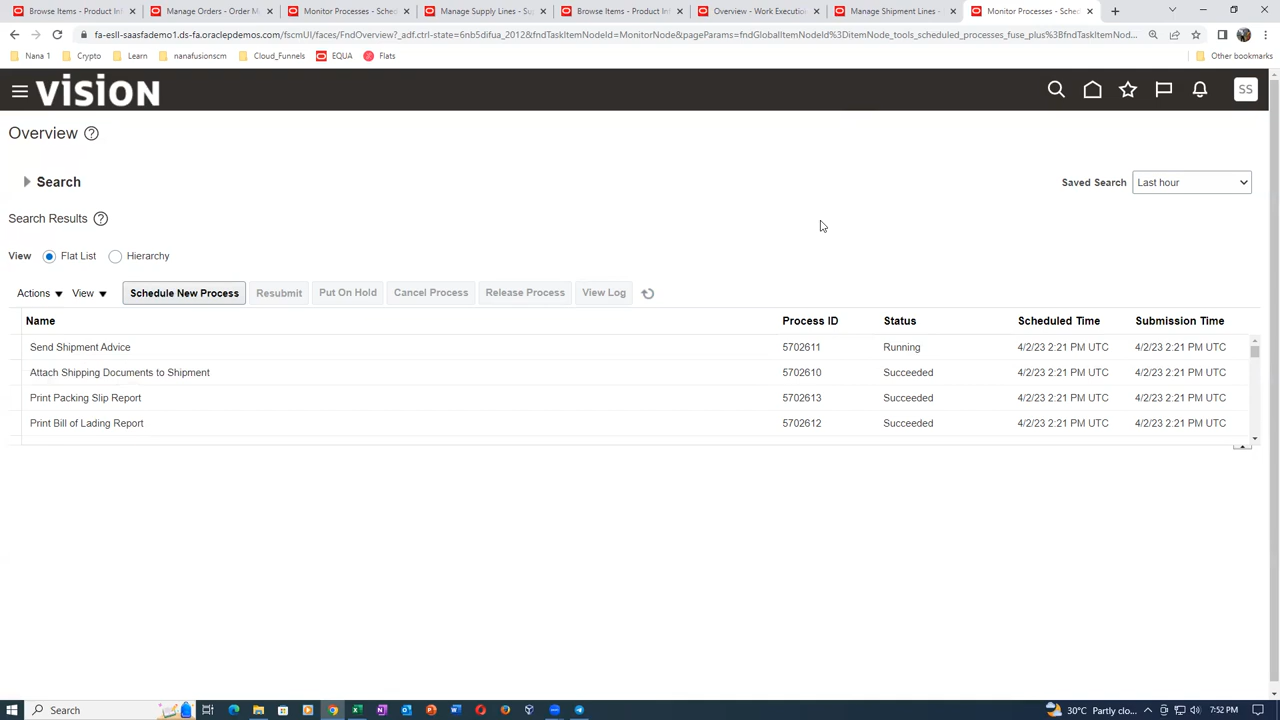 Browse Items - Product Inf
Manage Orders - Order M
Monitor Processes - Sched
Manage Supply Lines - Su
Browse Items - Product Inf
Overview - Work Executio
Manage Shipment Lines -
Monitor Processes - Sched
fa-esll-saasfademo1.ds-fa.oraclepdemos.com/fscmUI/faces/FndOverview?_adf.ctrl-state=6nb5difua_2012&fndTaskItemNodeId=MonitorNode&pageParams=fndGlobalItemNodeId%3DitemNode_tools_scheduled_processes_fuse_plus%3BfndTaskItemNod...
Nana 1
Crypto
Learn
nanafusionscm
Cloud_Funnels
EQUA
Flats
Other bookmarks
VISION
SS
Overview
Search
Saved Search Last hour
Search Results
View Flat List Hierarchy
Actions View Schedule New Process Resubmit Put On Hold Cancel Process Release Process View Log
Name Process ID Status Scheduled Time Submission Time
Send Shipment Advice 5702611 Running 4/2/23 2:21 PM UTC 4/2/23 2:21 PM UTC
Attach Shipping Documents to Shipment 5702610 Succeeded 4/2/23 2:21 PM UTC 4/2/23 2:21 PM UTC
Print Packing Slip Report 5702613 Succeeded 4/2/23 2:21 PM UTC 4/2/23 2:21 PM UTC
Print Bill of Lading Report 5702612 Succeeded 4/2/23 2:21 PM UTC 4/2/23 2:21 PM UTC
Search
30°C Partly clo...
7:52 PM